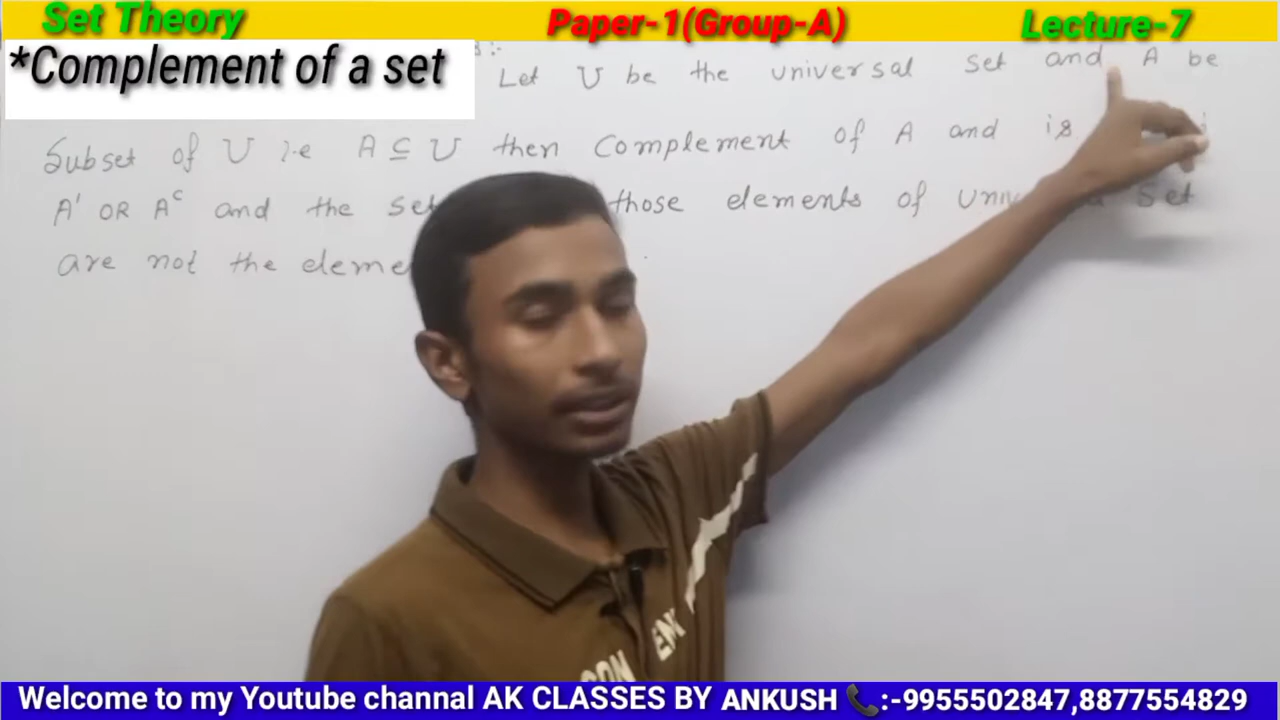 Set Theory Paper-1(Group-A) Lecture-7
*Complement of a set
Let U be the universal set and A be
Subset of U i.e A ⊆ U then Complement of A and is
A' OR Aᶜ and the set those elements of Set
are not the
Welcome to my Youtube channal AK CLASSES BY ANKUSH 📞:-9955502847,8877554829